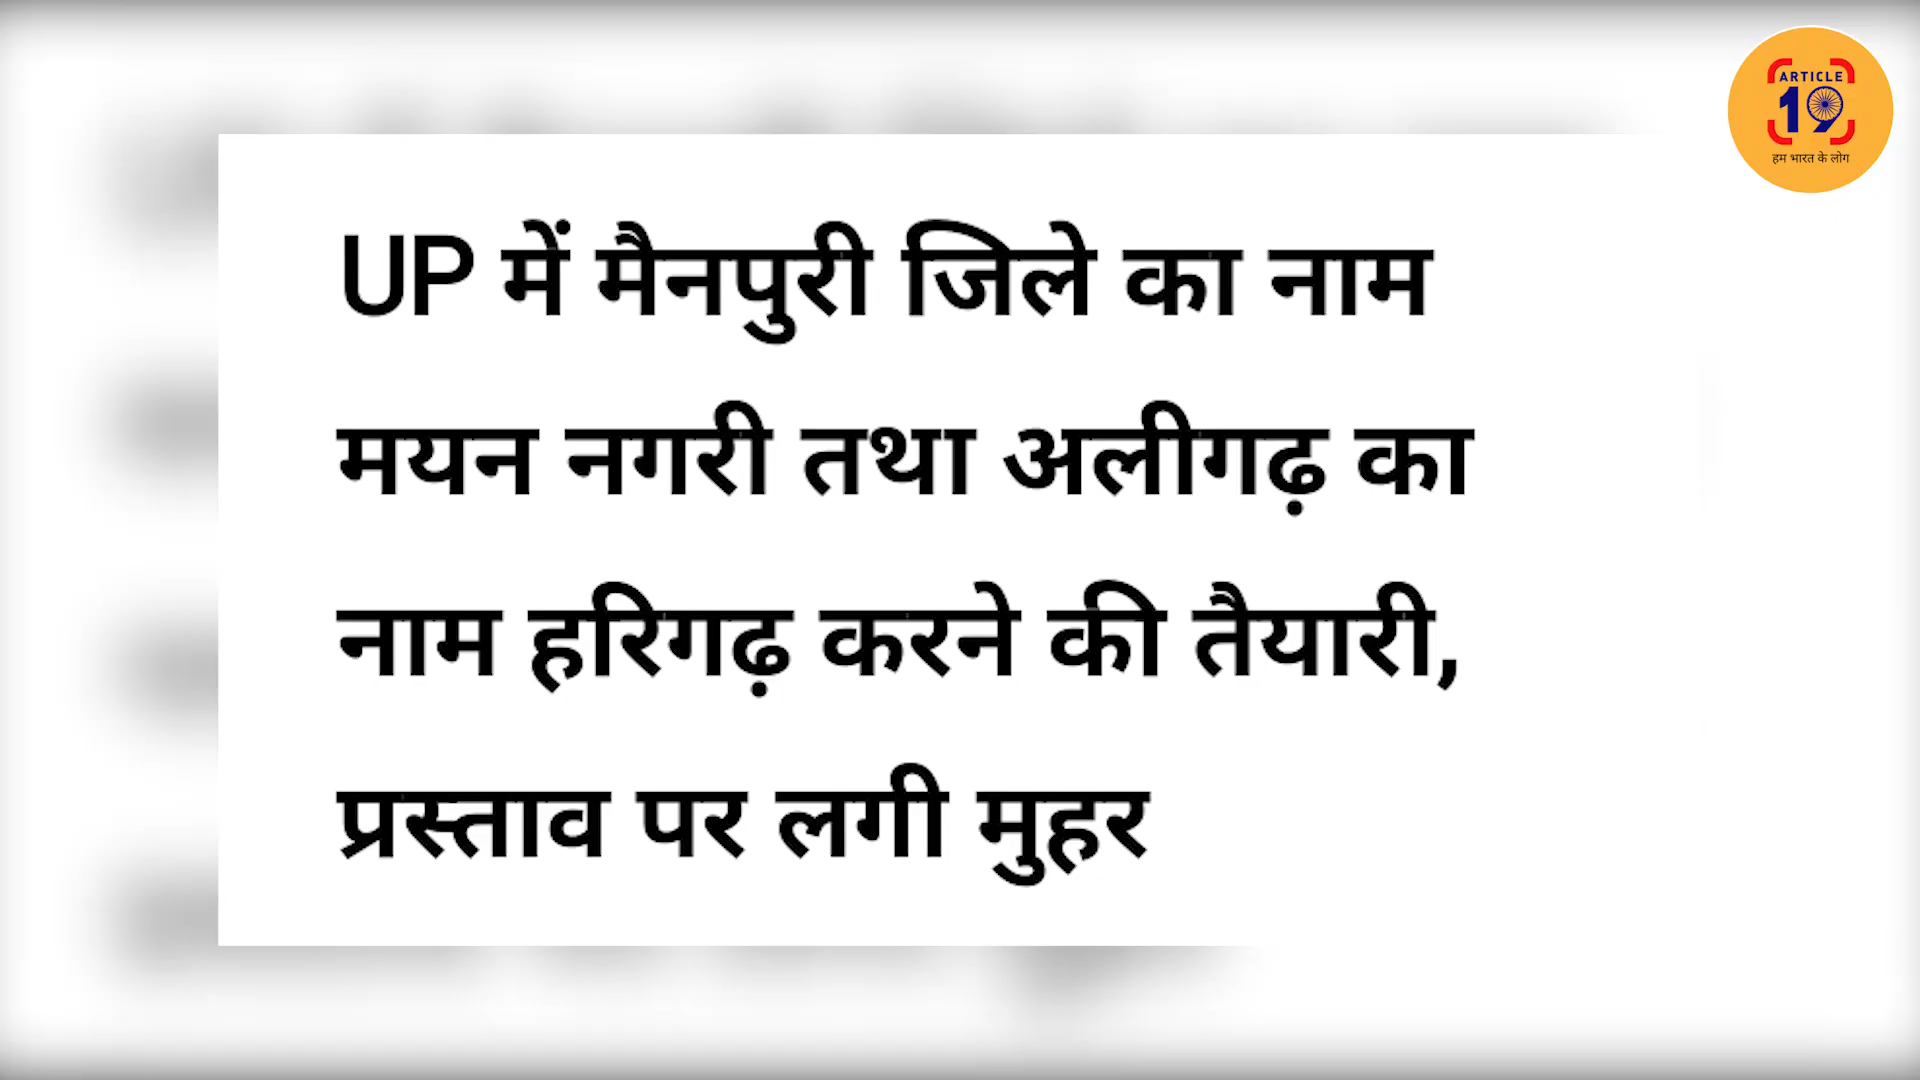 ARTICLE
19
हम भारत के लोग
UP में मैनपुरी जिले का नाम
मयन नगरी तथा अलीगढ़ का
नाम हरिगढ़ करने की तैयारी,
प्रस्ताव पर लगी मुहर